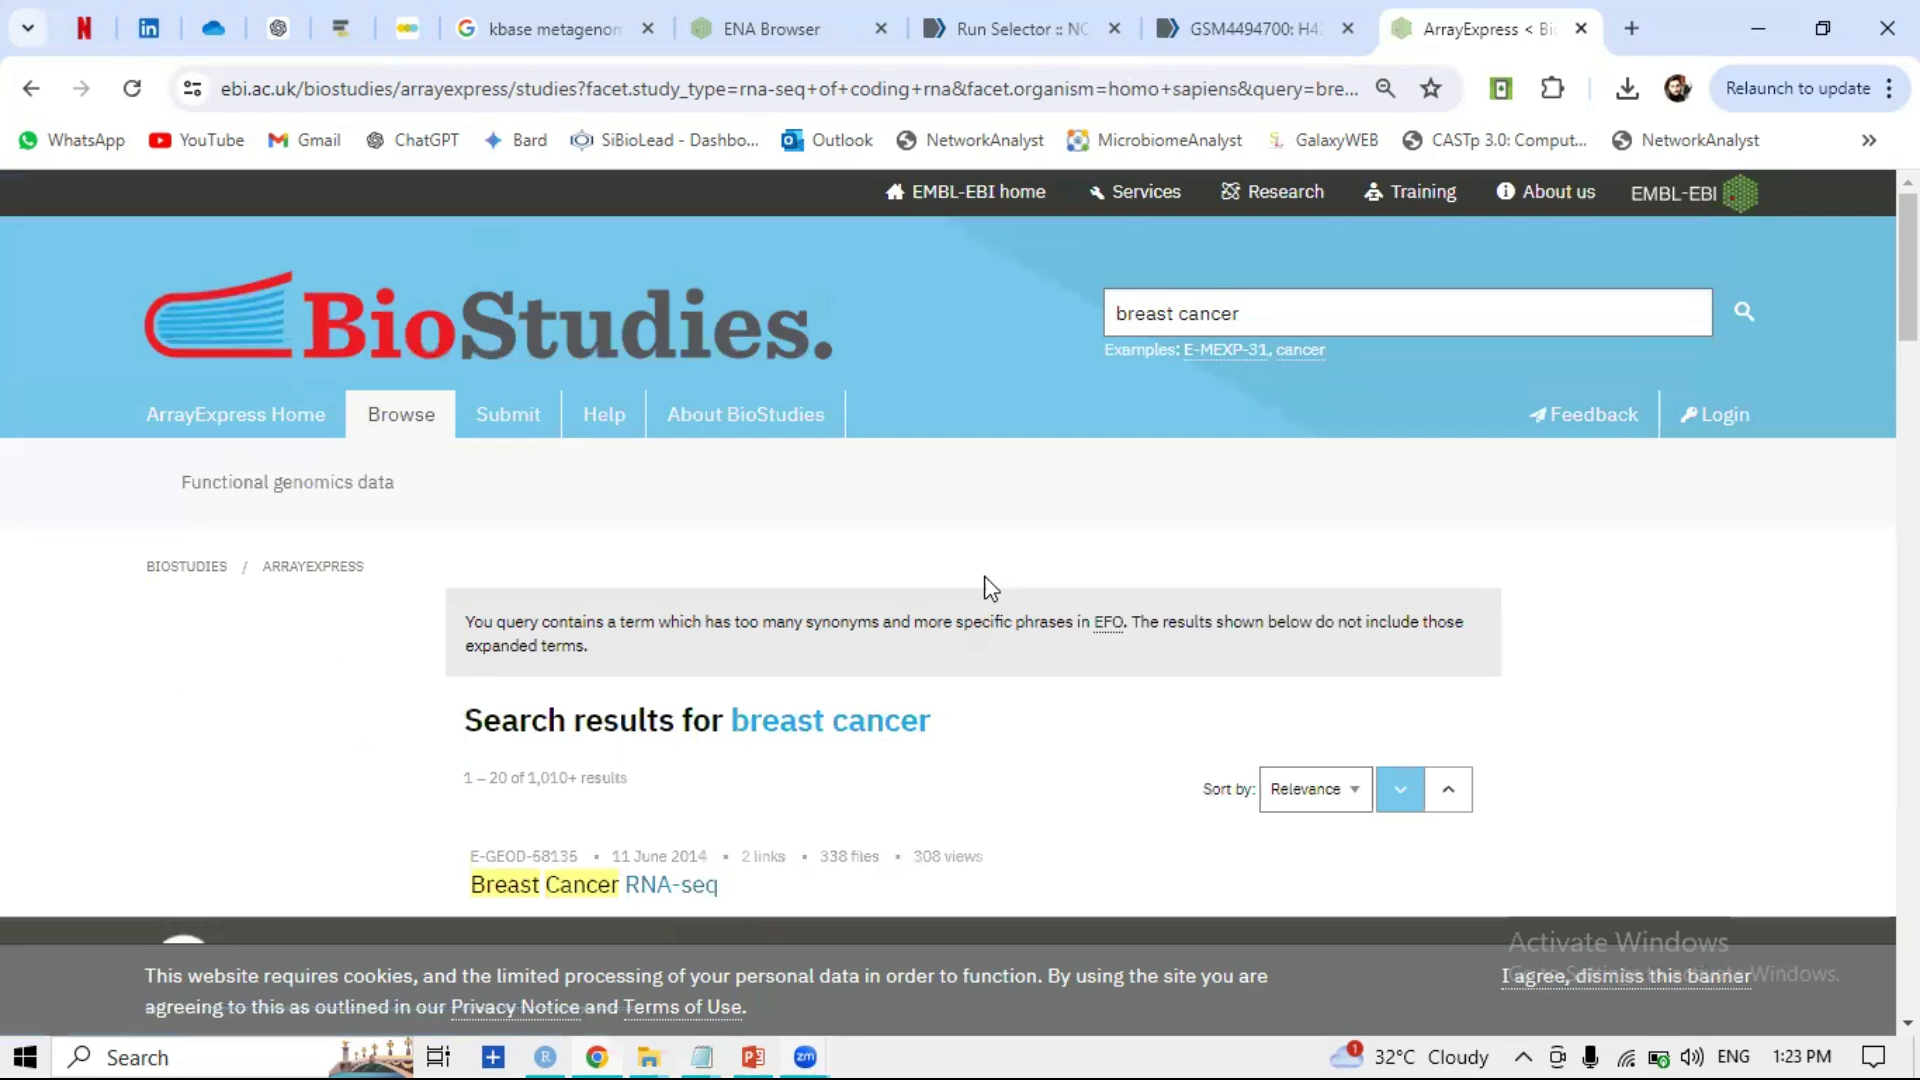 kbase metagenom
ENA Browser
Run Selector :: NC
GSM4494700: H4
ArrayExpress < Bi
ebi.ac.uk/biostudies/arrayexpress/studies?facet.study_type=rna-seq+of+coding+rna&facet.organism=homo+sapiens&query=bre...
Relaunch to update
WhatsApp
YouTube
Gmail
ChatGPT
Bard
SiBioLead - Dashbo...
Outlook
NetworkAnalyst
MicrobiomeAnalyst
GalaxyWEB
CASTp 3.0: Comput...
NetworkAnalyst
EMBL-EBI home
Services
Research
Training
About us
EMBL-EBI
BioStudies.
breast cancer
Examples: E-MEXP-31, cancer
ArrayExpress Home
Browse
Submit
Help
About BioStudies
Feedback
Login
Functional genomics data
BIOSTUDIES / ARRAYEXPRESS
You query contains a term which has too many synonyms and more specific phrases in EFO. The results shown below do not include those
expanded terms.
Search results for breast cancer
1 – 20 of 1,010+ results
Sort by: Relevance
E-GEOD-58135 ▪ 11 June 2014 ▪ 2 links ▪ 338 files ▪ 308 views
Breast Cancer RNA-seq
Activate Windows
Go to Settings to activate Windows.
This website requires cookies, and the limited processing of your personal data in order to function. By using the site you are
agreeing to this as outlined in our Privacy Notice and Terms of Use.
I agree, dismiss this banner
Search
32°C Cloudy
ENG
1:23 PM